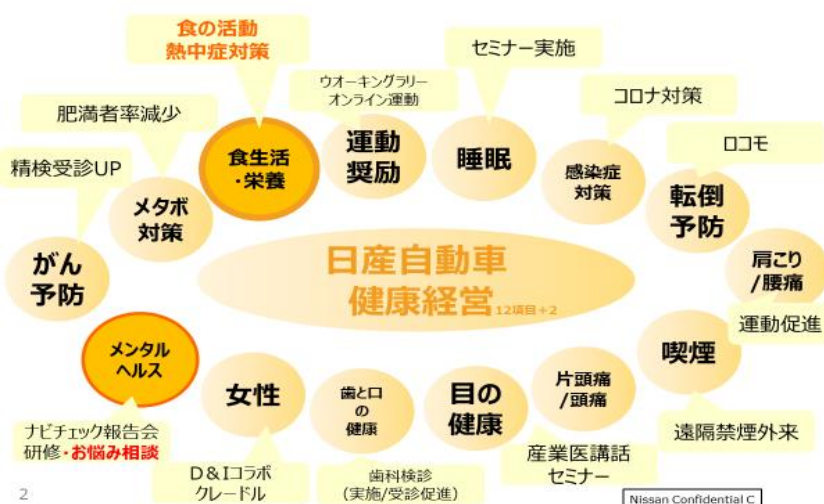 食の活動
熱中症対策
セミナー実施
ウオーキングラリー
オンライン運動
コロナ対策
肥満者率減少
ロコモ
精検受診UP
食生活
・栄養
運動
奨励
睡眠
感染症
対策
転倒
予防
メタボ
対策
がん
予防
肩こり
/腰痛
運動促進
日産自動車
健康経営 12項目+2
メンタル
ヘルス
女性
歯と口
の
健康
目の
健康
片頭痛
/頭痛
喫煙
ナビチェック報告会
研修・お悩み相談
D&Iコラボ
クレードル
歯科検診
(実施/受診促進)
産業医講話
セミナー
遠隔禁煙外来
2
Nissan Confidential C